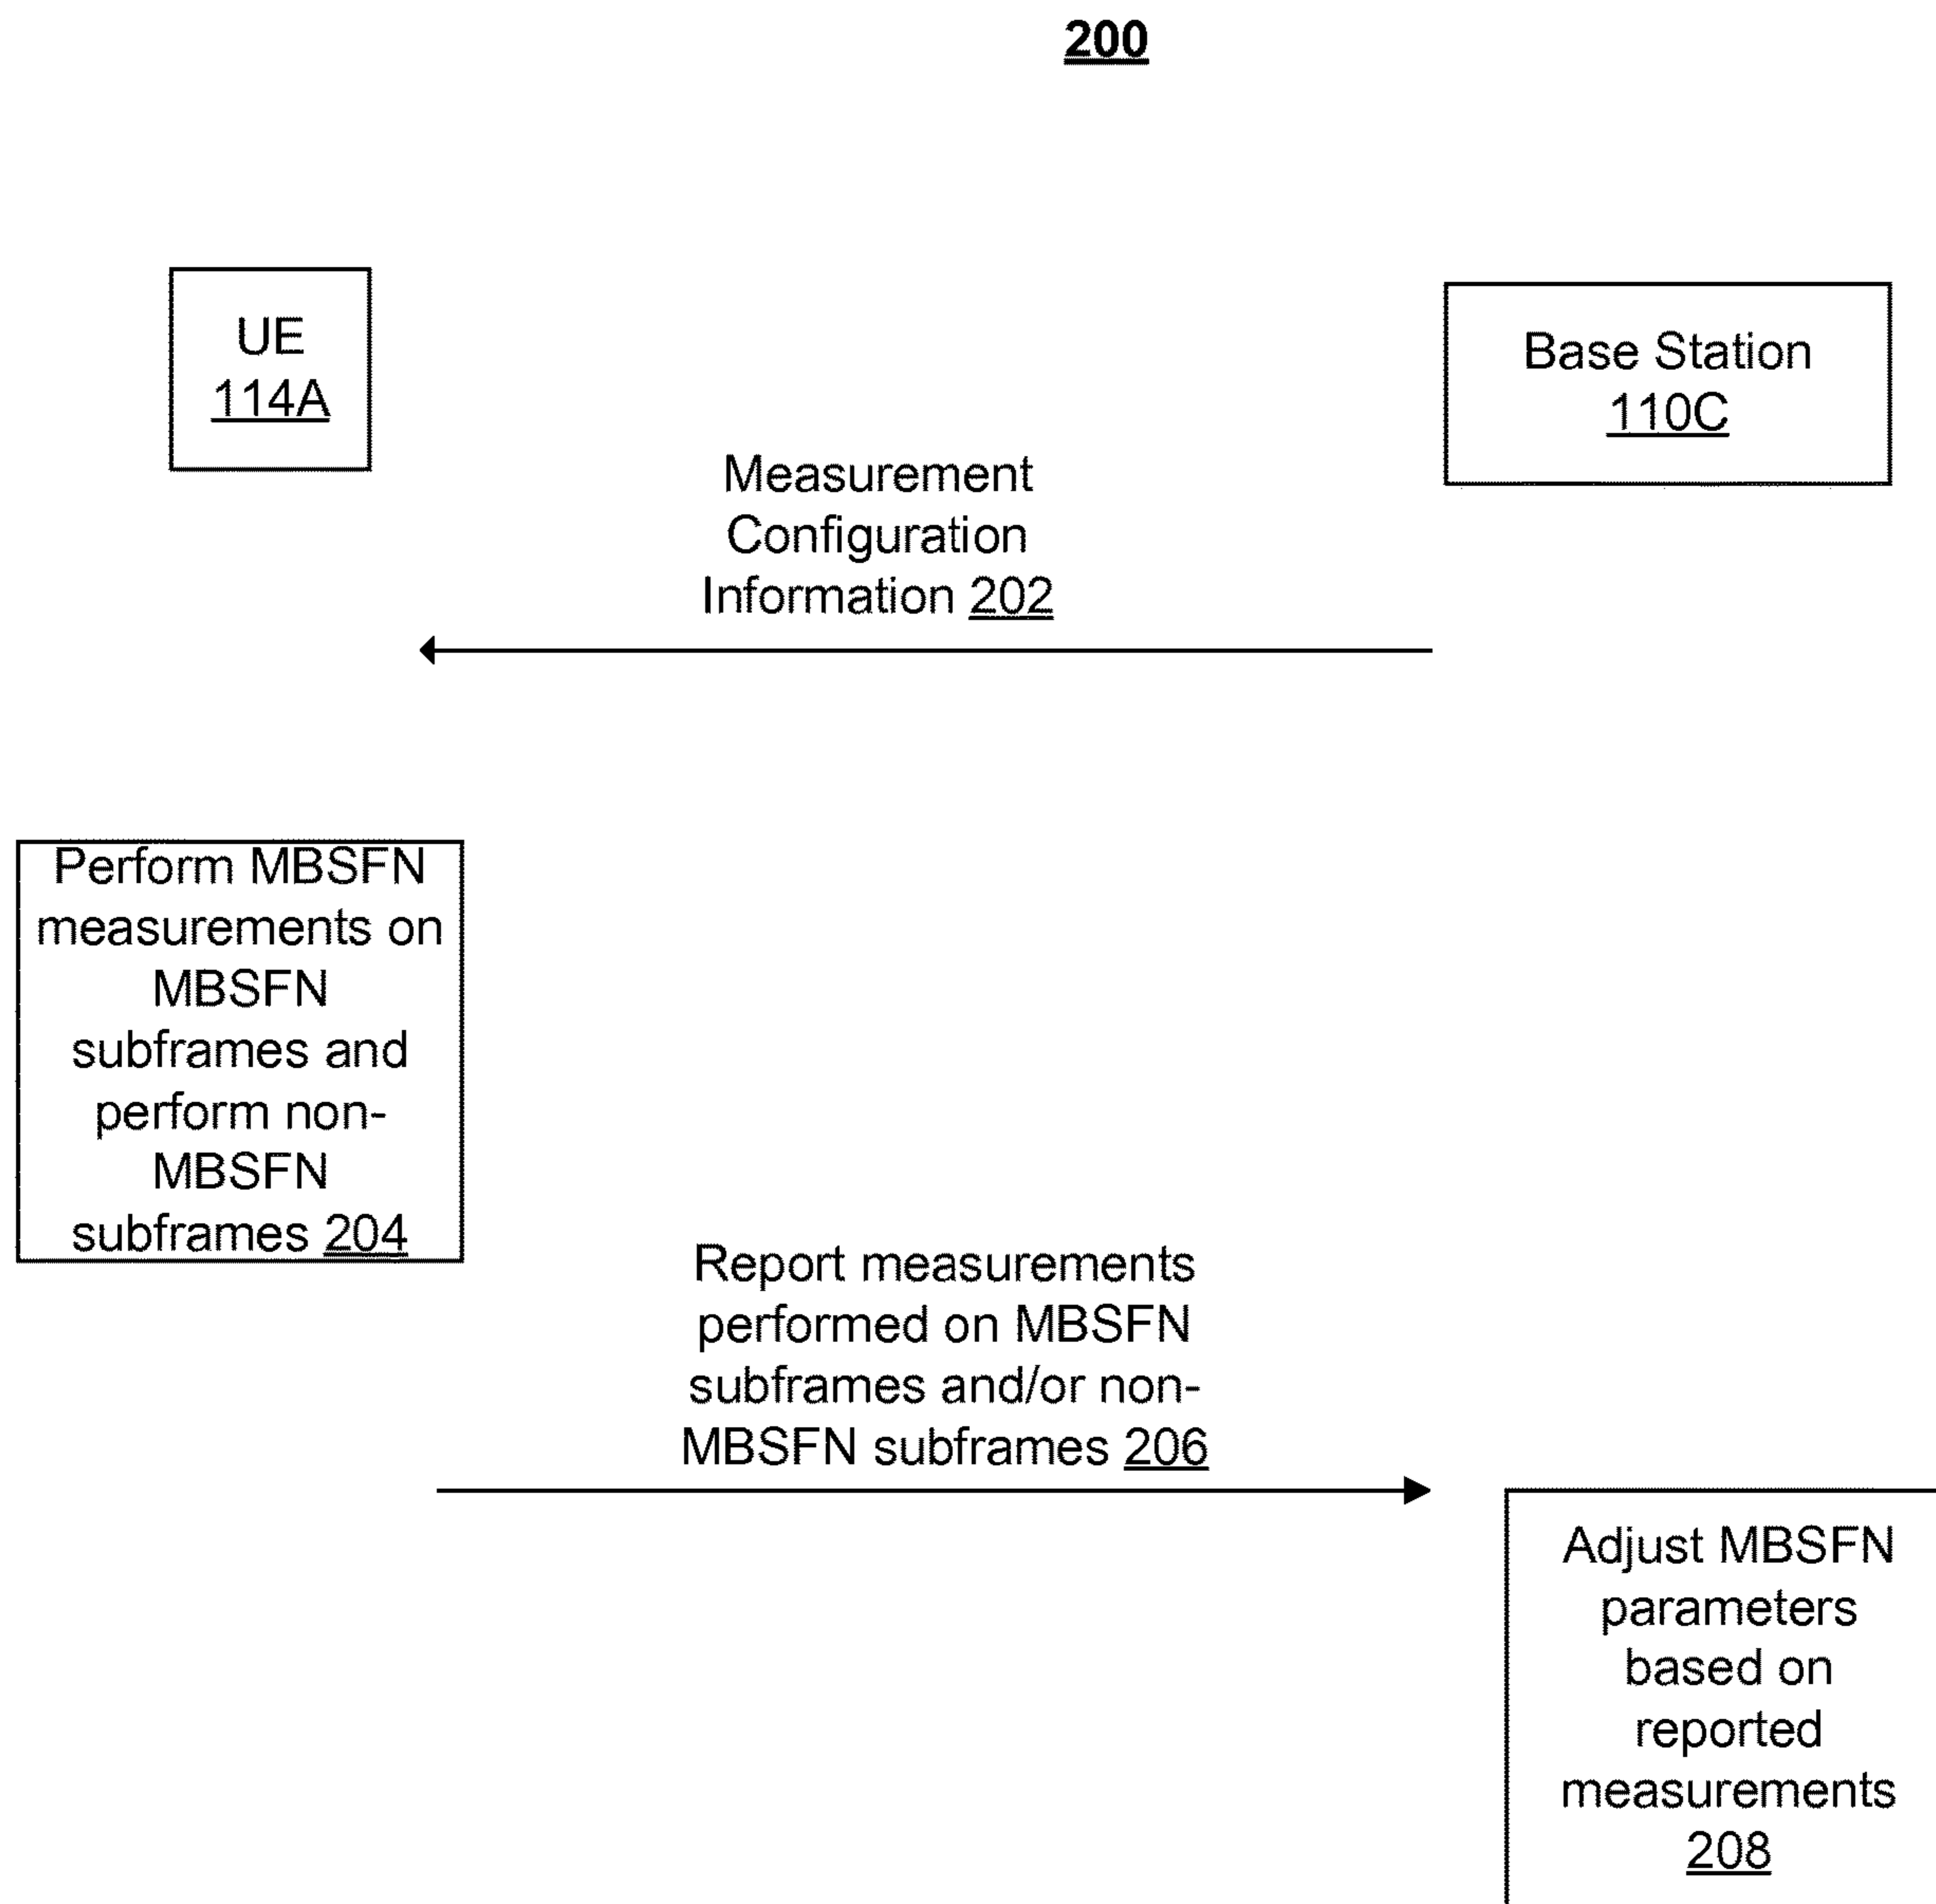 200
UE
114A
Base Station
110C
Measurement
Configuration
Information 202
Perform MBSFN
measurements on
MBSFN
subframes and
perform non-
MBSFN
subframes 204
Report measurements
performed on MBSFN
subframes and/or non-
MBSFN subframes 206
Adjust MBSFN
parameters
based on
reported
measurements
208